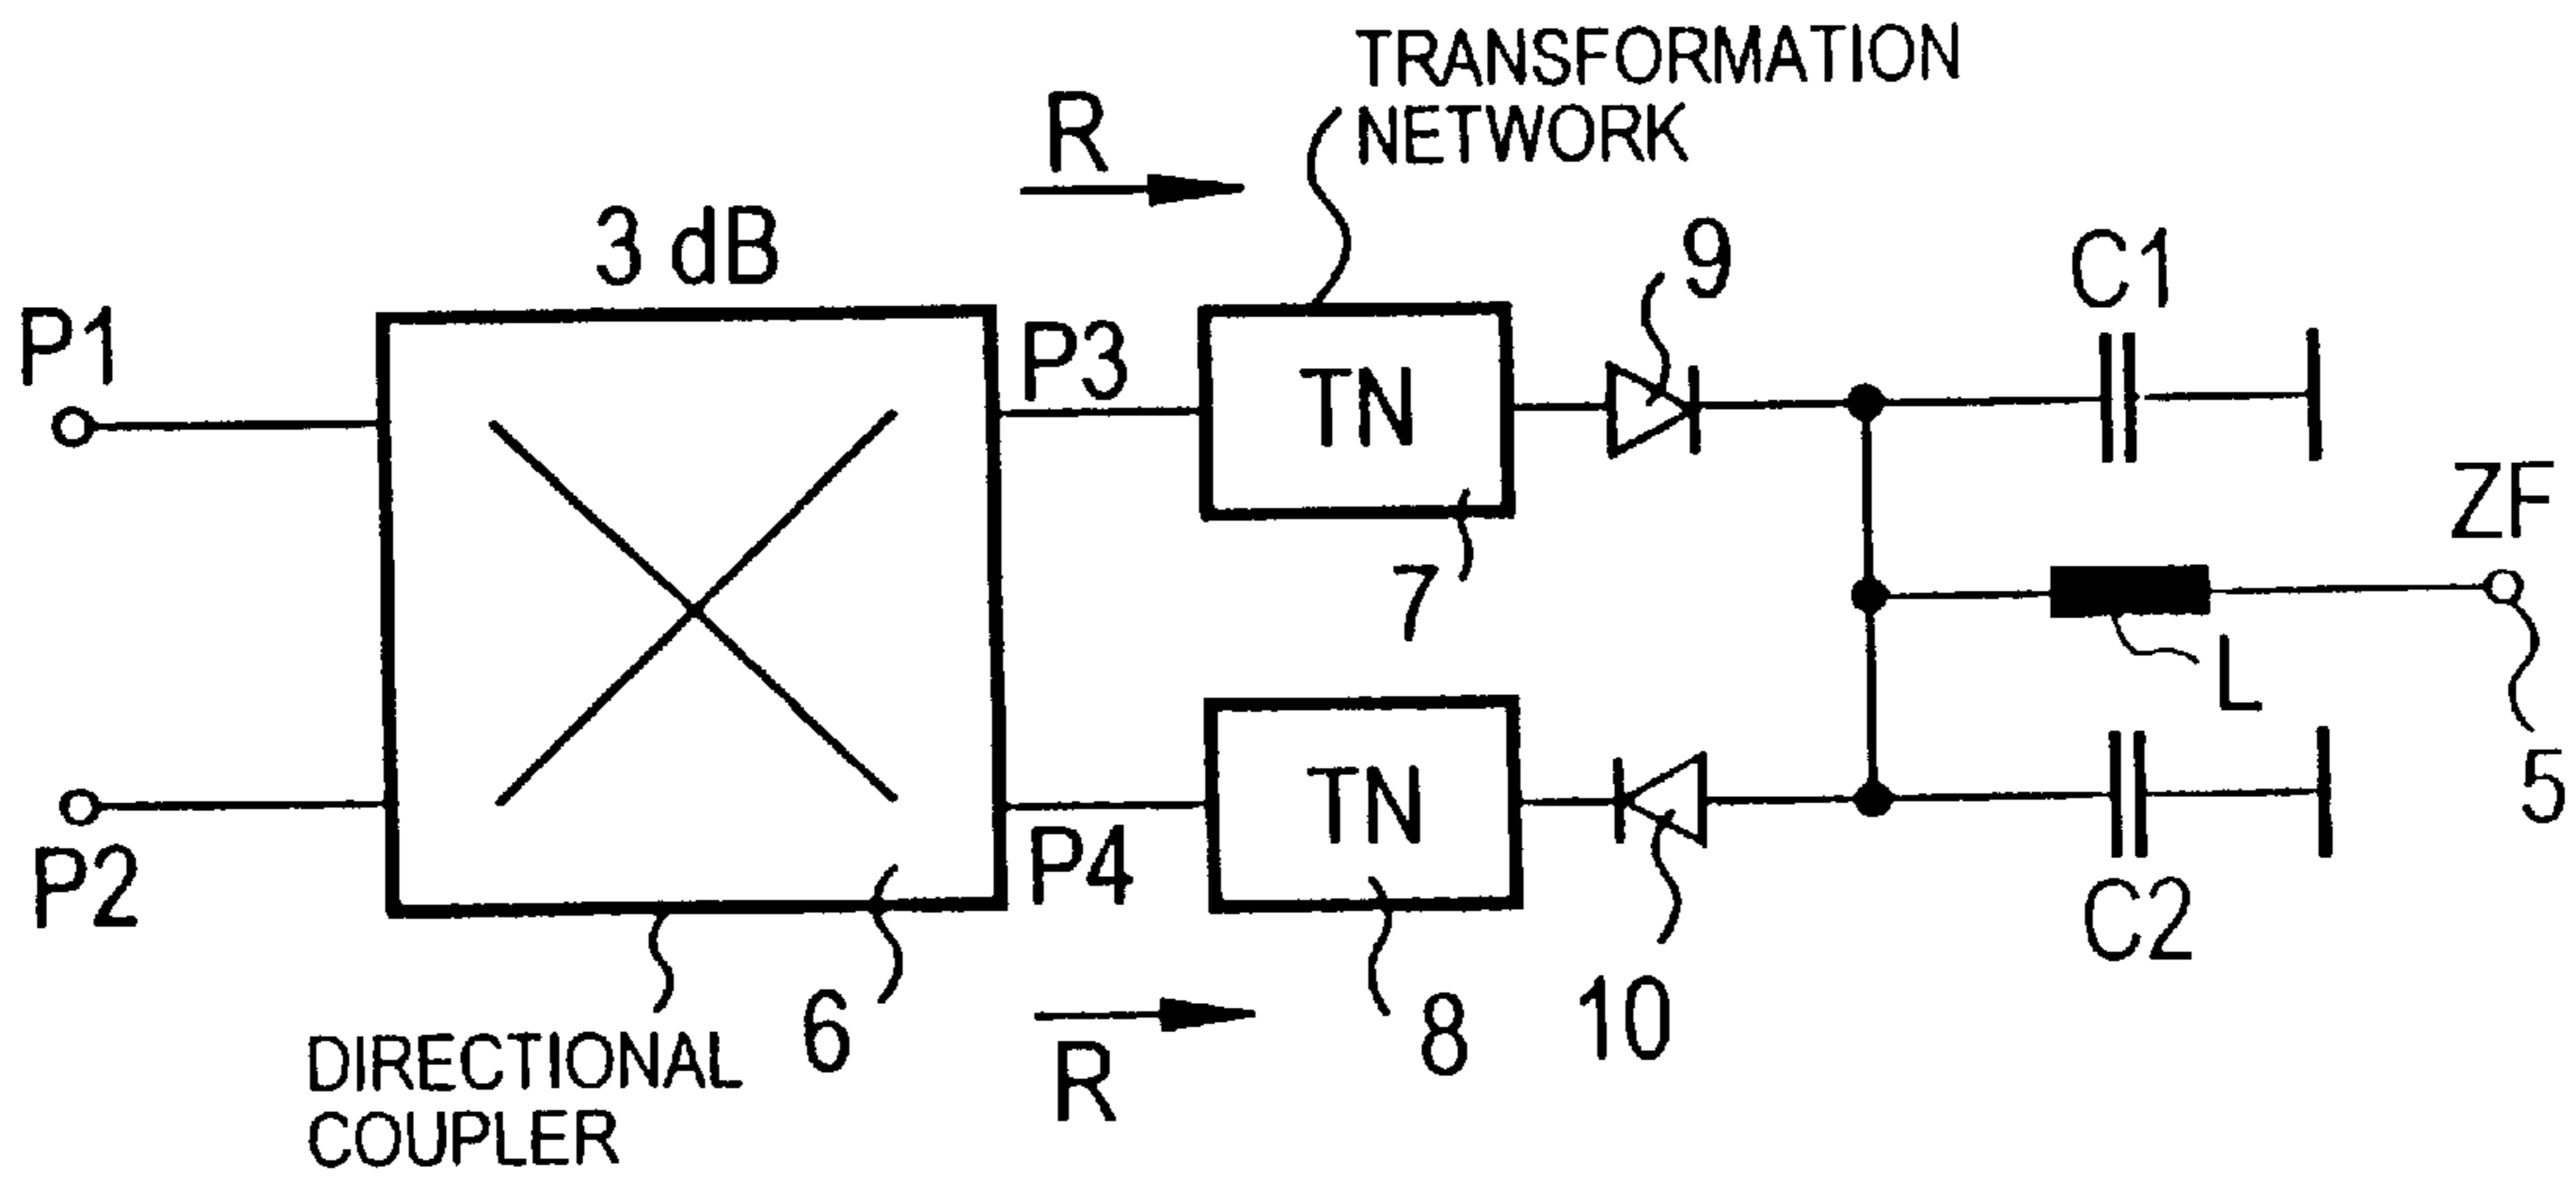 TRANSFORMATION
NETWORK
R
3 dB
9
C1
P1
P3
TN
ZF
7
L
5
TN
P4
P2
C2
6
10
8
R
DIRECTIONAL
COUPLER